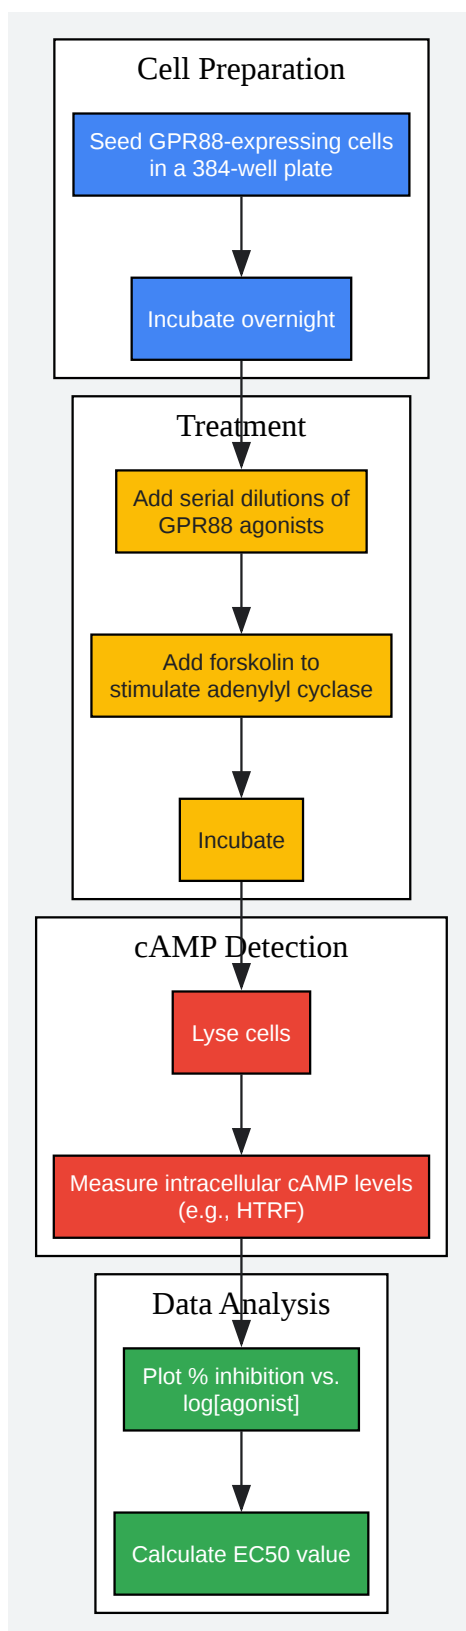 Cell Preparation
Seed GPR88-expressing cells
in a 384-well plate
Incubate overnight
Treatment
Add serial dilutions of
GPR88 agonists
Add forskolin to
stimulate adenylyl cyclase
Incubate
cAMP Detection
Lyse cells
Measure intracellular cAMP levels
(e.g., HTRF)
Data Analysis
Plot % inhibition vs.
log[agonist]
Calculate EC50 value